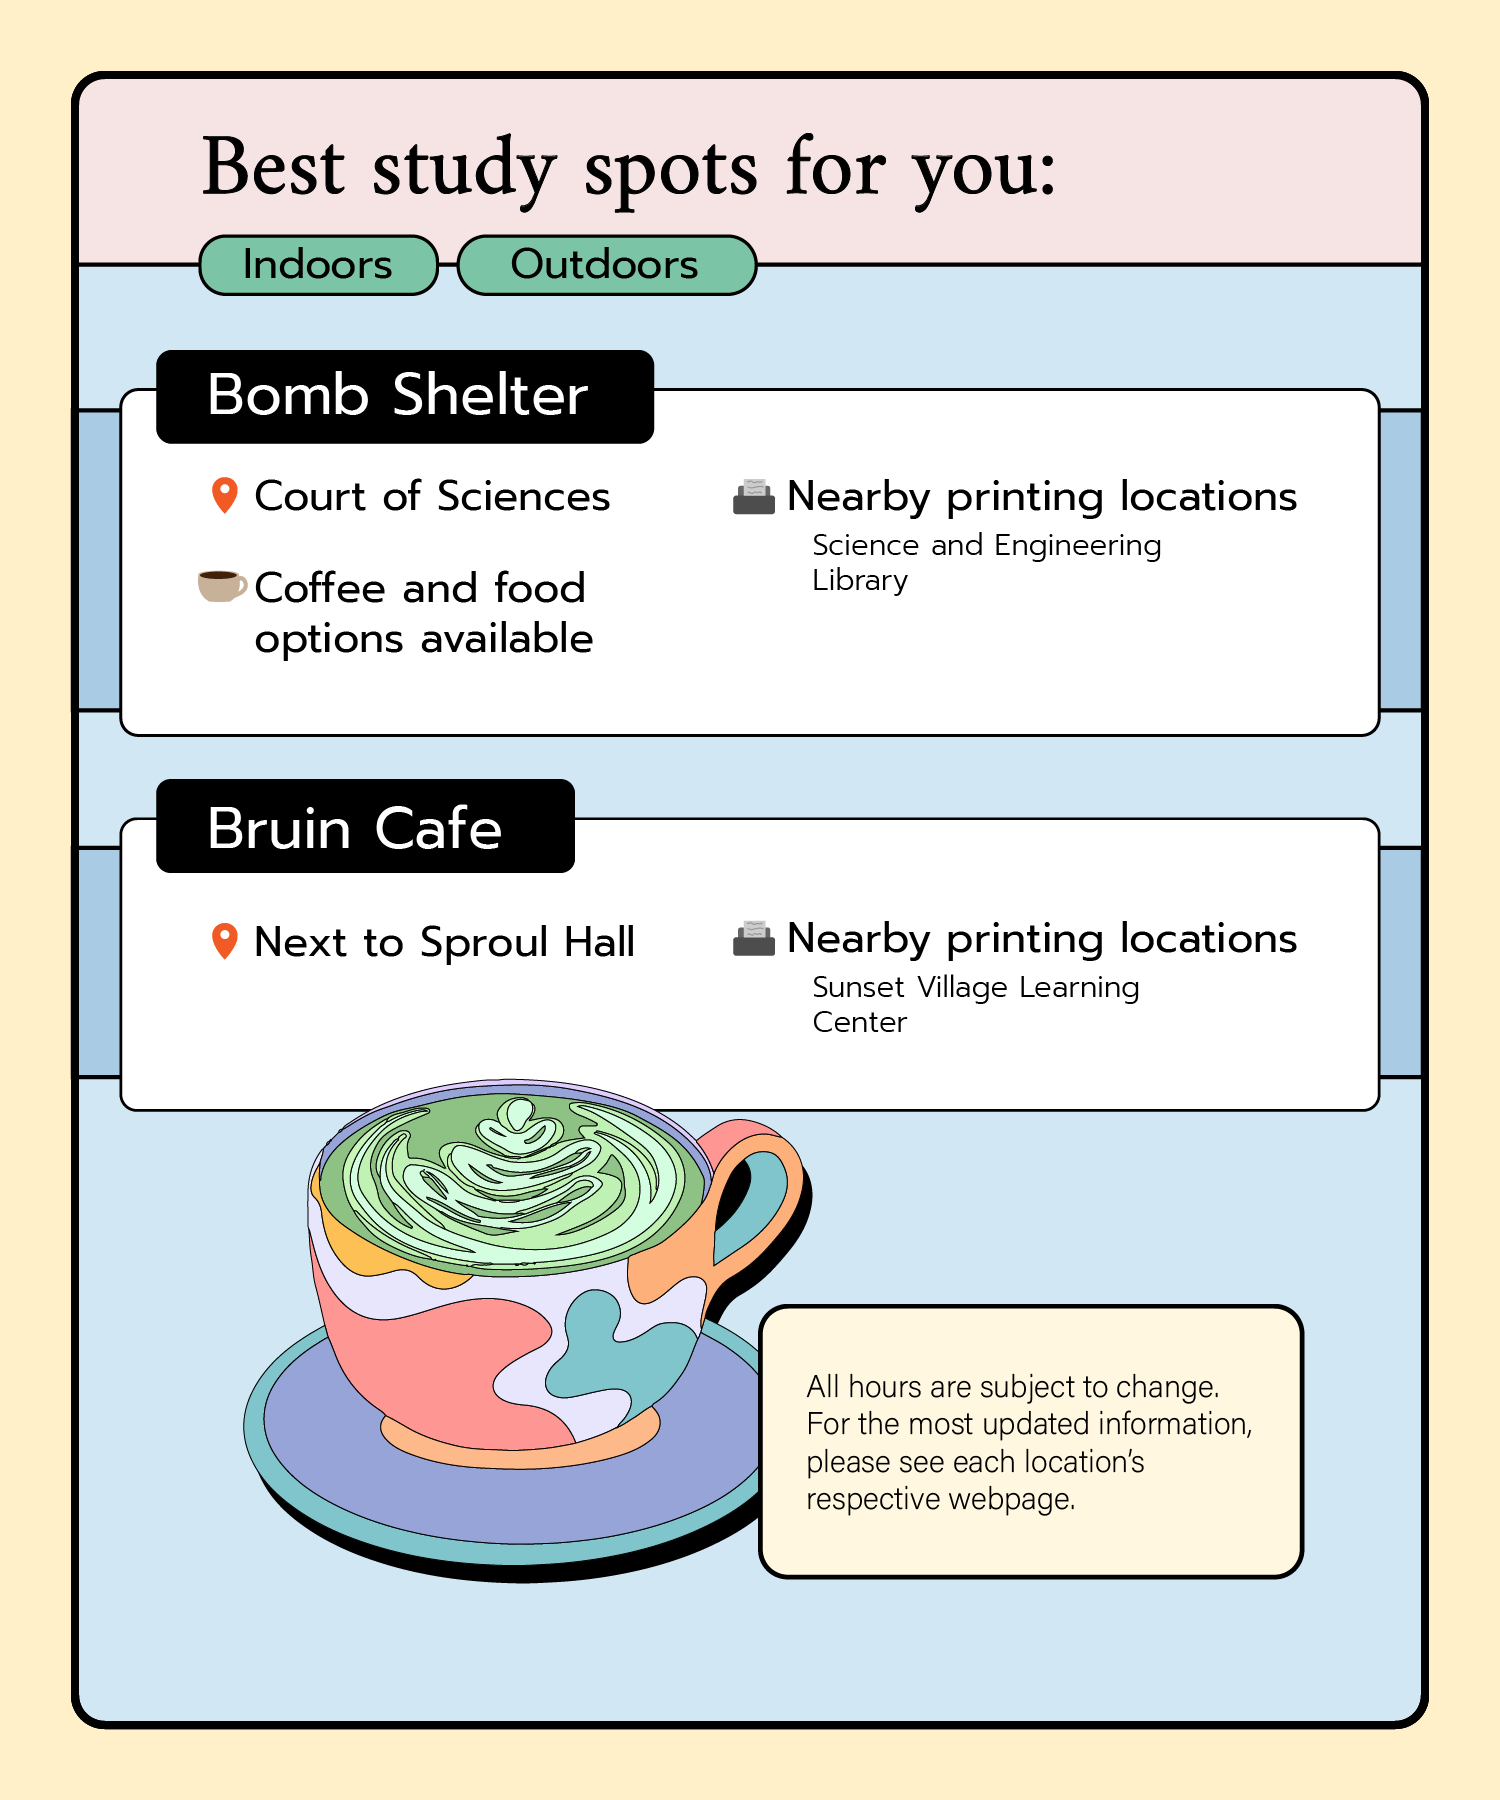 Best study spots for you:
Indoors
Outdoors
Bomb Shelter
Court of Sciences
Coffee and food
options available
Nearby printing locations
Science and Engineering
Library
Bruin Cafe
Next to Sproul Hall
Nearby printing locations
Sunset Village Learning
Center
All hours are subject to change.
For the most updated information,
please see each location’s
respective webpage.